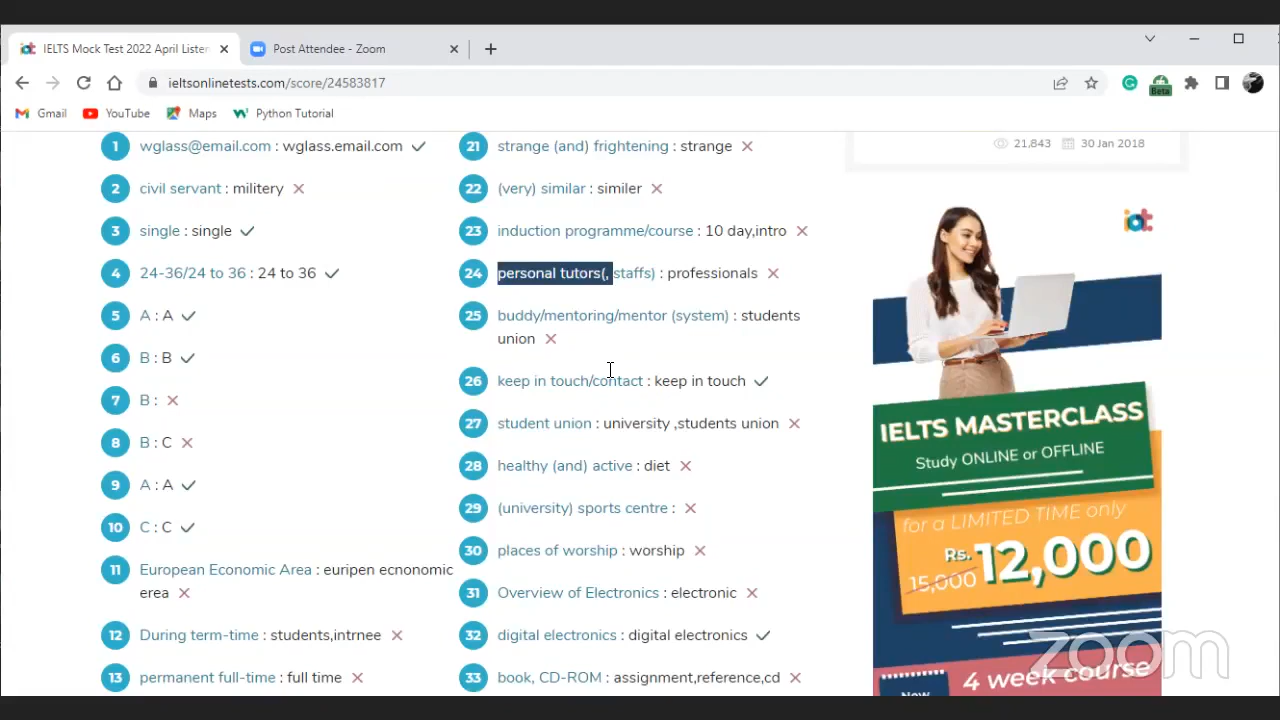 IELTS Mock Test 2022 April Listen
Post Attendee - Zoom
ieltsonlinetests.com/score/24583817
Beta
Gmail
YouTube
Maps
Python Tutorial
1 wglass@email.com : wglass.email.com
2 civil servant : militery
3 single : single
4 24-36/24 to 36 : 24 to 36
5 A : A
6 B : B
7 B :
8 B : C
9 A : A
10 C : C
11 European Economic Area : euripen ecnonomic
erea
12 During term-time : students,intrnee
13 permanent full-time : full time
21 strange (and) frightening : strange
22 (very) similar : similer
23 induction programme/course : 10 day,intro
24 personal tutors(, staffs) : professionals
25 buddy/mentoring/mentor (system) : students
union
26 keep in touch/contact : keep in touch
27 student union : university ,students union
28 healthy (and) active : diet
29 (university) sports centre :
30 places of worship : worship
31 Overview of Electronics : electronic
32 digital electronics : digital electronics
33 book, CD-ROM : assignment,reference,cd
21,843 30 Jan 2018
iot
IELTS MASTERCLASS
Study ONLINE or OFFLINE
for a LIMITED TIME only
Rs.
15,000 12,000
4 week course
New
zoom